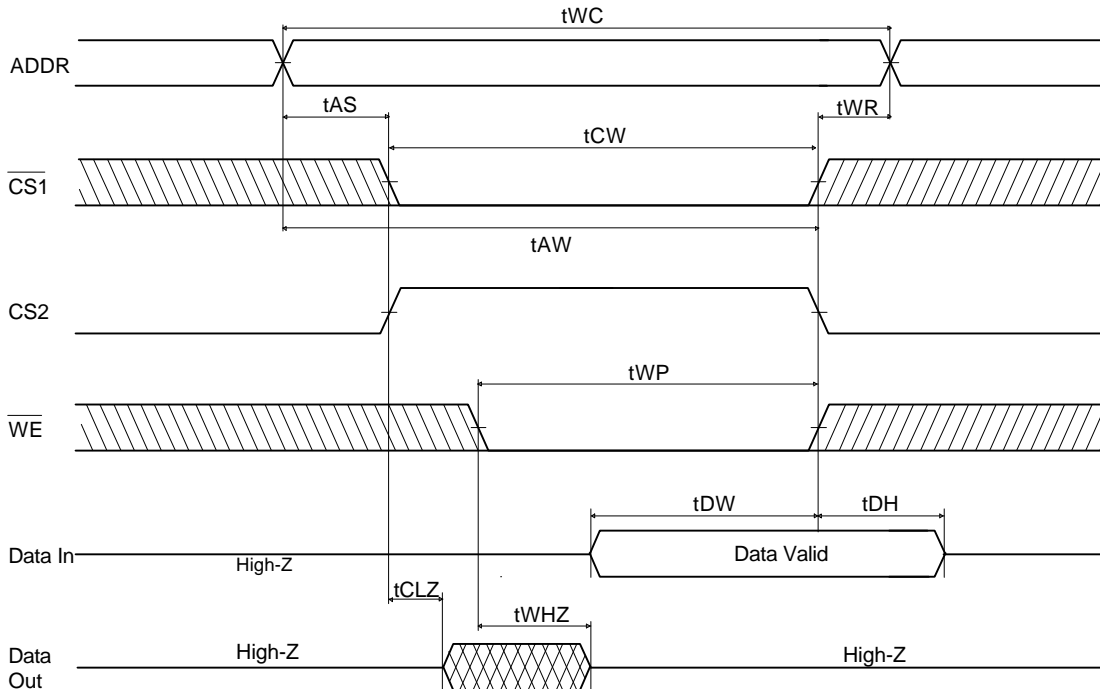 tWC
ADDR
tAS
tWR
tCW
CS1
tAW
CS2
tWP
WE
tDW
tDH
Data In
High-Z
Data Valid
tCLZ
tWHZ
Data
Out
High-Z
High-Z